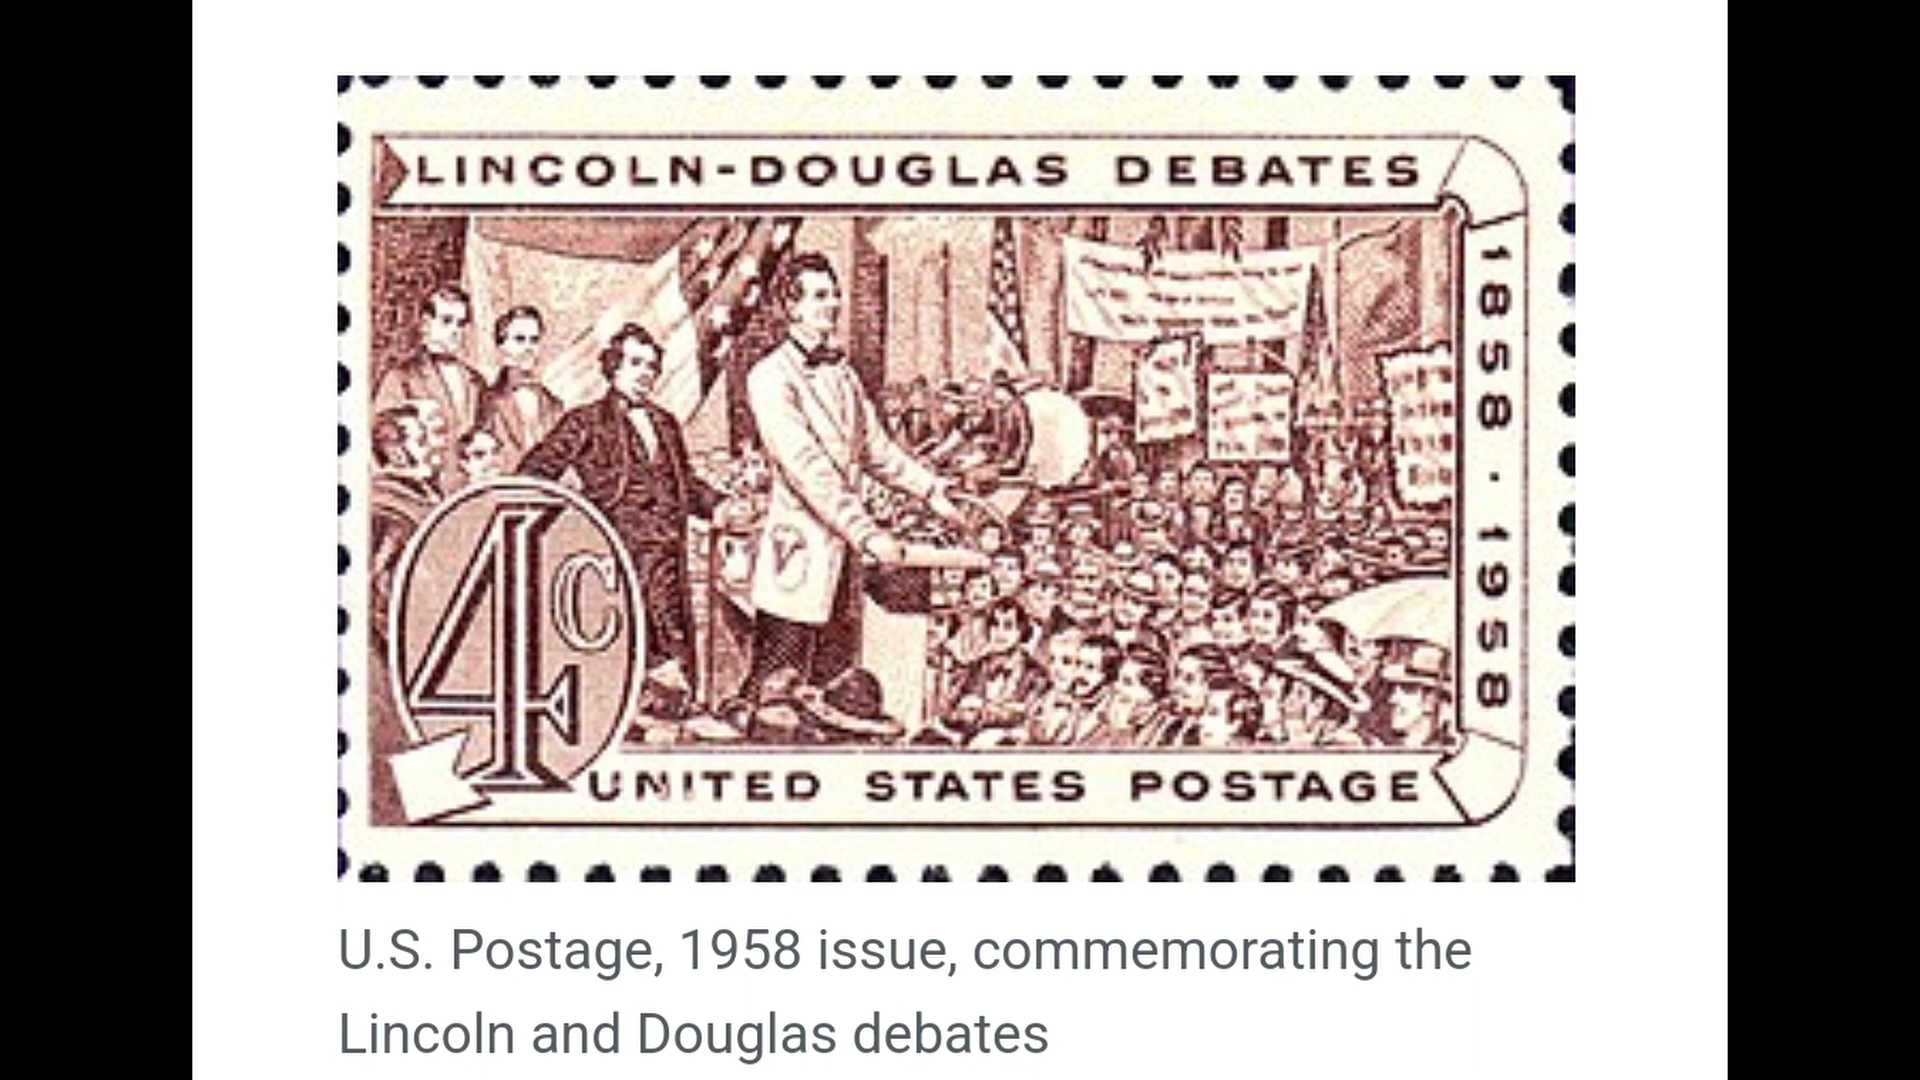 LINCOLN-DOUGLAS DEBATES
1858 · 1958
4c
UNITED STATES POSTAGE
U.S. Postage, 1958 issue, commemorating the
Lincoln and Douglas debates